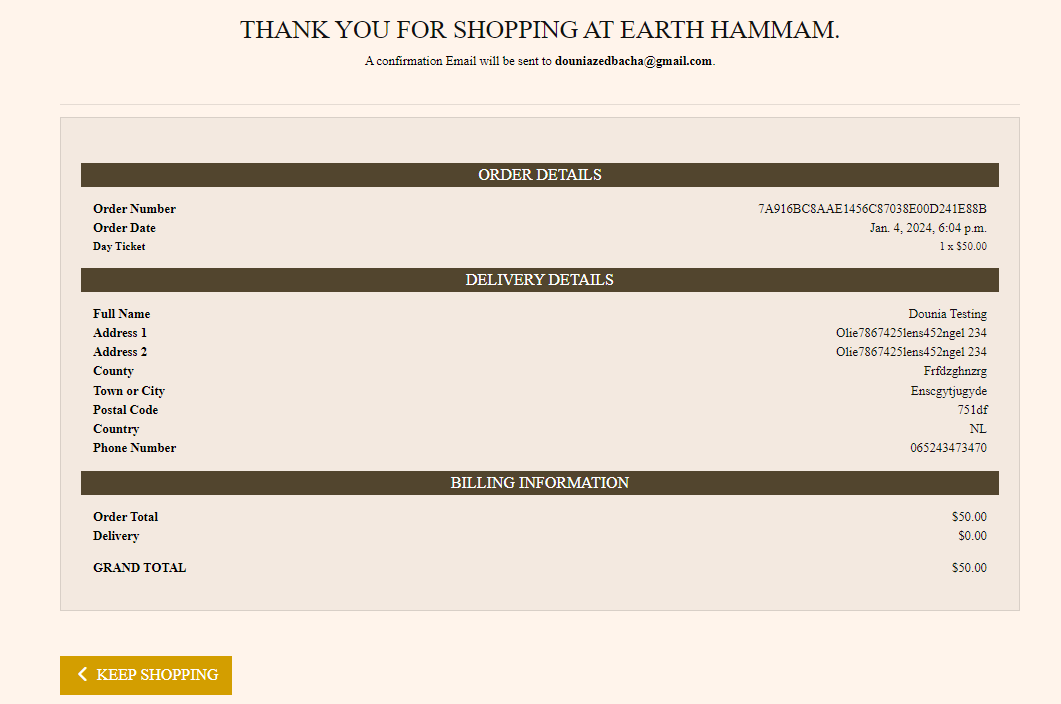 THANK YOU FOR SHOPPING AT EARTH HAMMAM.
A confirmation Email will be sent to douniazedbacha@gmail.com.
ORDER DETAILS
Order Number 7A916BC8AAE1456C87038E00D241E88B
Order Date Jan. 4, 2024, 6:04 p.m.
Day Ticket 1 x $50.00
DELIVERY DETAILS
Full Name Dounia Testing
Address 1 Olie7867425lens452ngel 234
Address 2 Olie7867425lens452ngel 234
County Frfdzghnzrg
Town or City Enscgytjugyde
Postal Code 751df
Country NL
Phone Number 065243473470
BILLING INFORMATION
Order Total $50.00
Delivery $0.00
GRAND TOTAL $50.00
KEEP SHOPPING